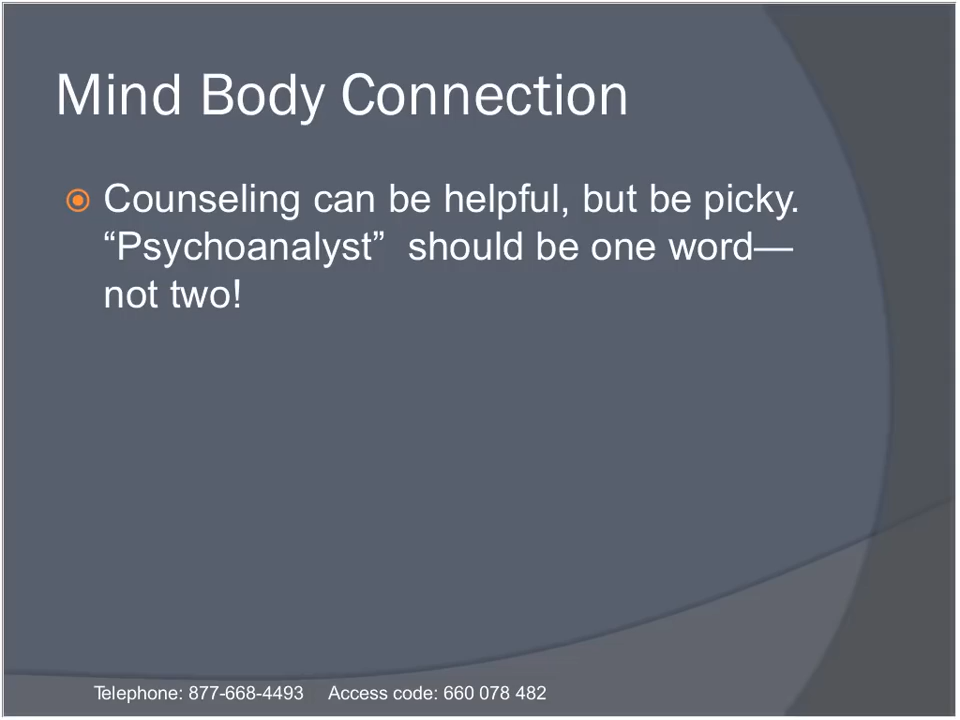 Mind Body Connection
Counseling can be helpful, but be picky.
“Psychoanalyst”  should be one word—
not two!
Telephone: 877-668-4493     Access code: 660 078 482